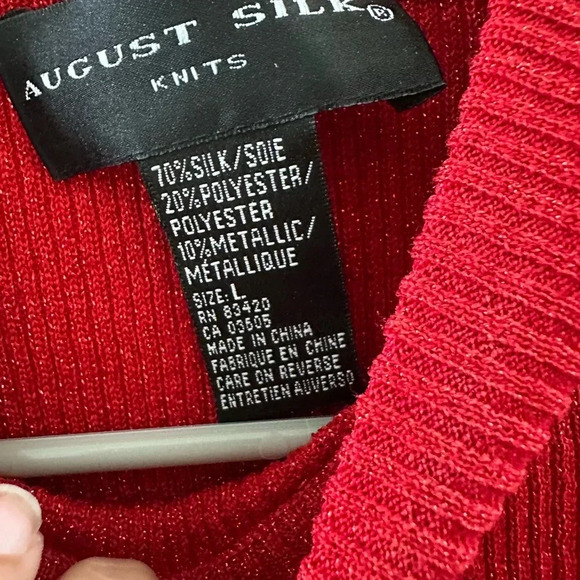 AUGUST SILK®
KNITS
70%SILK/SOIE
20%POLYESTER/
POLYESTER
10%METALLIC/
MÉTALLIQUE
SIZE: L
RN 83420
CA 03605
MADE IN CHINA
FABRIQUE EN CHINE
CARE ON REVERSE
ENTRETIEN AUVERSO